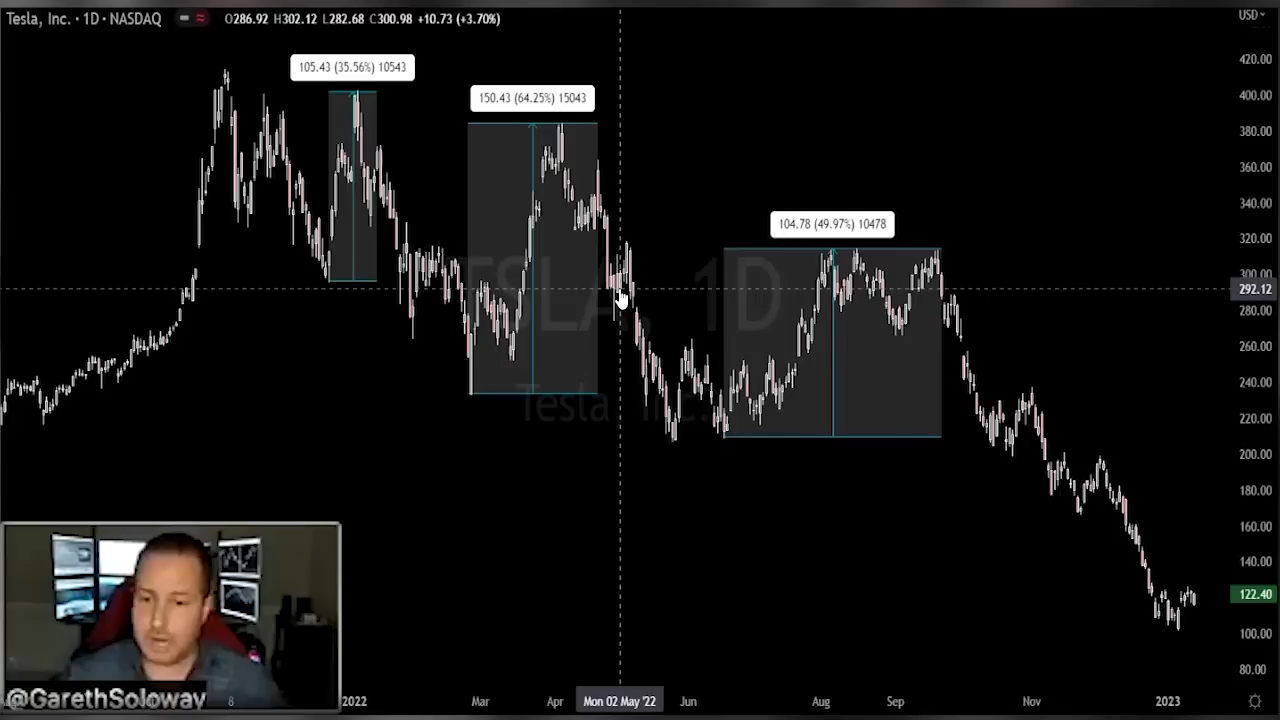 Tesla, Inc. · 1D · NASDAQ O286.92 H302.12 L282.68 C300.98 +10.73 (+3.70%)
USD
420.00
105.43 (35.56%) 10543
400.00
150.43 (64.25%) 15043
380.00
360.00
340.00
104.78 (49.97%) 10478
320.00
300.00
TSLA, 1D
292.12
280.00
260.00
240.00
Tesla, Inc.
220.00
200.00
180.00
160.00
140.00
122.40
100.00
80.00
@GarethSoloway
8 2022 Mar Apr Mon 02 May '22 Jun Aug Sep Nov 2023